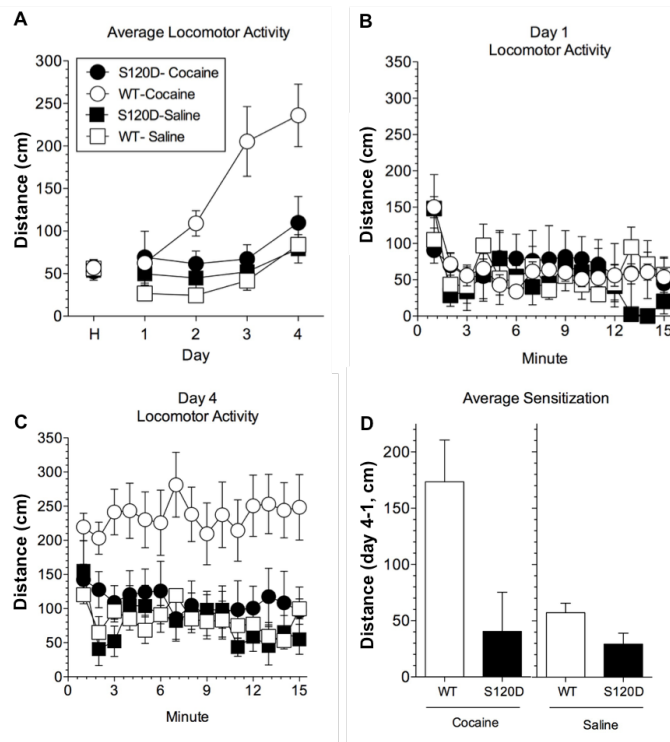 A
Average Locomotor Activity
300
250
200
150
100
50
0
Distance (cm)
S120D- Cocaine
WT-Cocaine
S120D-Saline
WT- Saline
H 1 2 3 4
Day
B
Day 1
Locomotor Activity
350
300
250
200
150
100
50
0
Distance (cm)
0 3 6 9 12 15
Minute
C
Day 4
Locomotor Activity
350
300
250
200
150
100
50
0
Distance (cm)
0 3 6 9 12 15
Minute
D
Average Sensitization
200
150
100
50
0
Distance (day 4-1, cm)
WT S120D WT S120D
Cocaine Saline